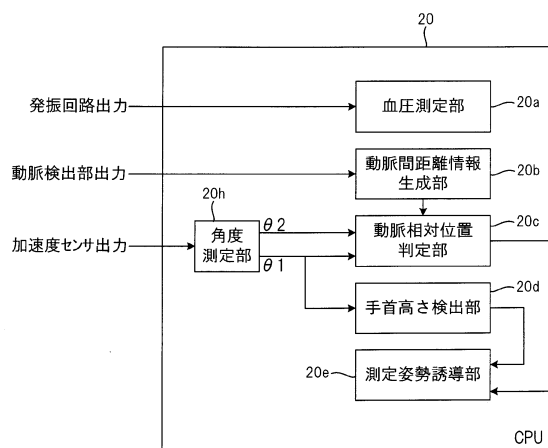 20
発振回路出力
血圧測定部
20a
動脈検出部出力
動脈間距離情報
生成部
20b
20h
加速度センサ出力
角度
測定部
θ2
θ1
動脈相対位置
判定部
20c
手首高さ検出部
20d
測定姿勢誘導部
20e
CPU